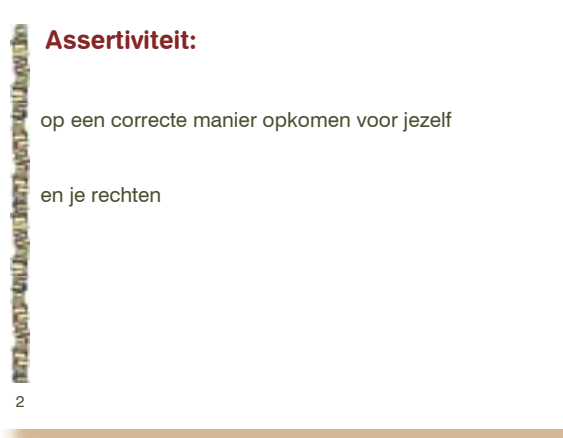 Assertiviteit:
op een correcte manier opkomen voor jezelf
en je rechten
2